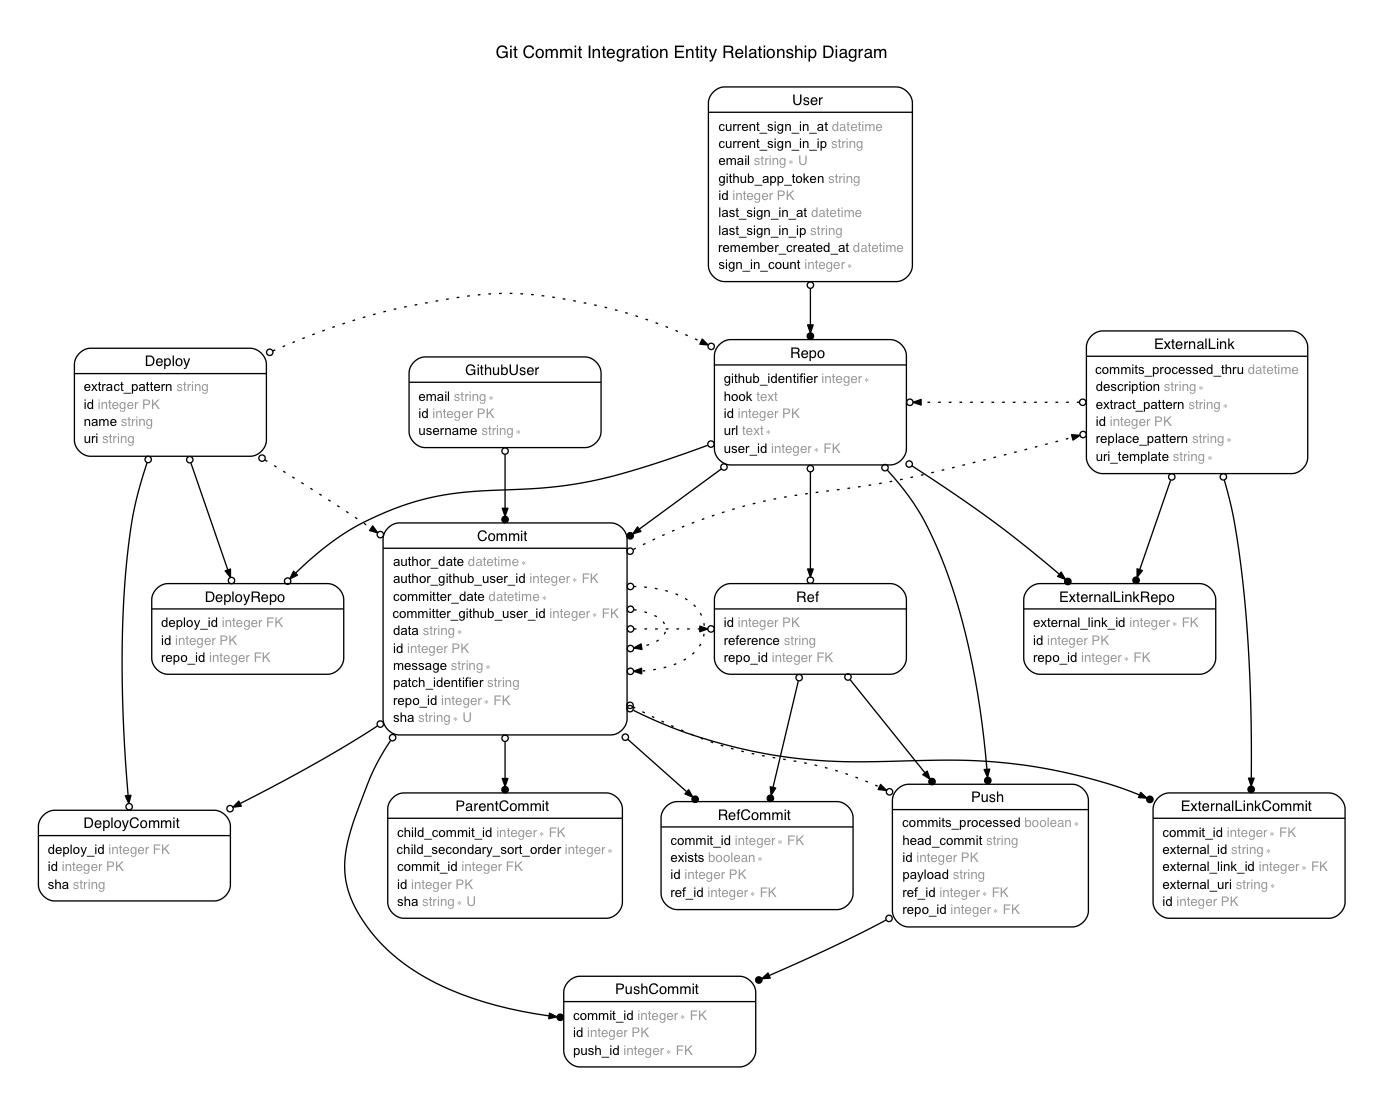 Git Commit Integration Entity Relationship Diagram
User
current_sign_in_at datetime
current_sign_in_ip string
email string∗ U
github_app_token string
id integer PK
last_sign_in_at datetime
last_sign_in_ip string
remember_created_at datetime
sign_in_count integer∗
Deploy
extract_pattern string
id integer PK
name string
uri string
GithubUser
email string∗
id integer PK
username string∗
Repo
github_identifier integer∗
hook text
id integer PK
url text∗
user_id integer∗ FK
ExternalLink
commits_processed_thru datetime
description string∗
extract_pattern string∗
id integer PK
replace_pattern string∗
uri_template string∗
Commit
author_date datetime∗
author_github_user_id integer∗ FK
committer_date datetime∗
committer_github_user_id integer∗ FK
data string∗
id integer PK
message string∗
patch_identifier string
repo_id integer∗ FK
sha string∗ U
DeployRepo
deploy_id integer FK
id integer PK
repo_id integer FK
Ref
id integer PK
reference string
repo_id integer FK
ExternalLinkRepo
external_link_id integer∗ FK
id integer PK
repo_id integer∗ FK
DeployCommit
deploy_id integer FK
id integer PK
sha string
ParentCommit
child_commit_id integer∗ FK
child_secondary_sort_order integer∗
commit_id integer FK
id integer PK
sha string∗ U
RefCommit
commit_id integer∗ FK
exists boolean∗
id integer PK
ref_id integer∗ FK
Push
commits_processed boolean∗
head_commit string
id integer PK
payload string
ref_id integer∗ FK
repo_id integer∗ FK
ExternalLinkCommit
commit_id integer∗ FK
external_id string∗
external_link_id integer∗ FK
external_uri string∗
id integer PK
PushCommit
commit_id integer∗ FK
id integer PK
push_id integer∗ FK